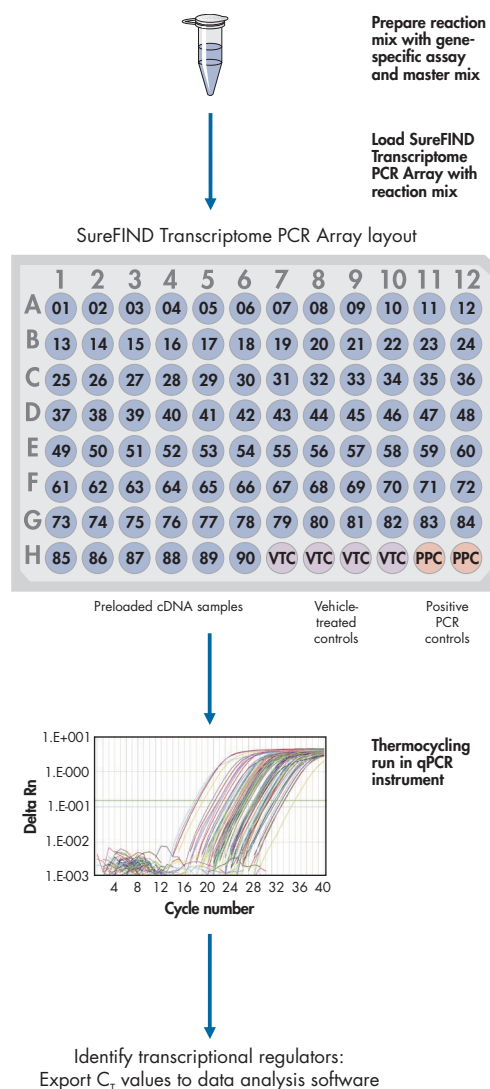 Prepare reaction
mix with gene-
specific assay
and master mix
Load SureFIND
Transcriptome
PCR Array with
reaction mix
SureFIND Transcriptome PCR Array layout
1 2 3 4 5 6 7 8 9 10 11 12
A 01 02 03 04 05 06 07 08 09 10 11 12
B 13 14 15 16 17 18 19 20 21 22 23 24
C 25 26 27 28 29 30 31 32 33 34 35 36
D 37 38 39 40 41 42 43 44 45 46 47 48
E 49 50 51 52 53 54 55 56 57 58 59 60
F 61 62 63 64 65 66 67 68 69 70 71 72
G 73 74 75 76 77 78 79 80 81 82 83 84
H 85 86 87 88 89 90 VTC VTC VTC VTC PPC PPC
Preloaded cDNA samples
Vehicle-
treated
controls
Positive
PCR
controls
Thermocycling
run in qPCR
instrument
Delta Rn
1.E+001
1.E-000
1.E-001
1.E-002
1.E-003
4 8 12 16 20 24 28 32 36 40
Cycle number
Identify transcriptional regulators:
Export CT values to data analysis software